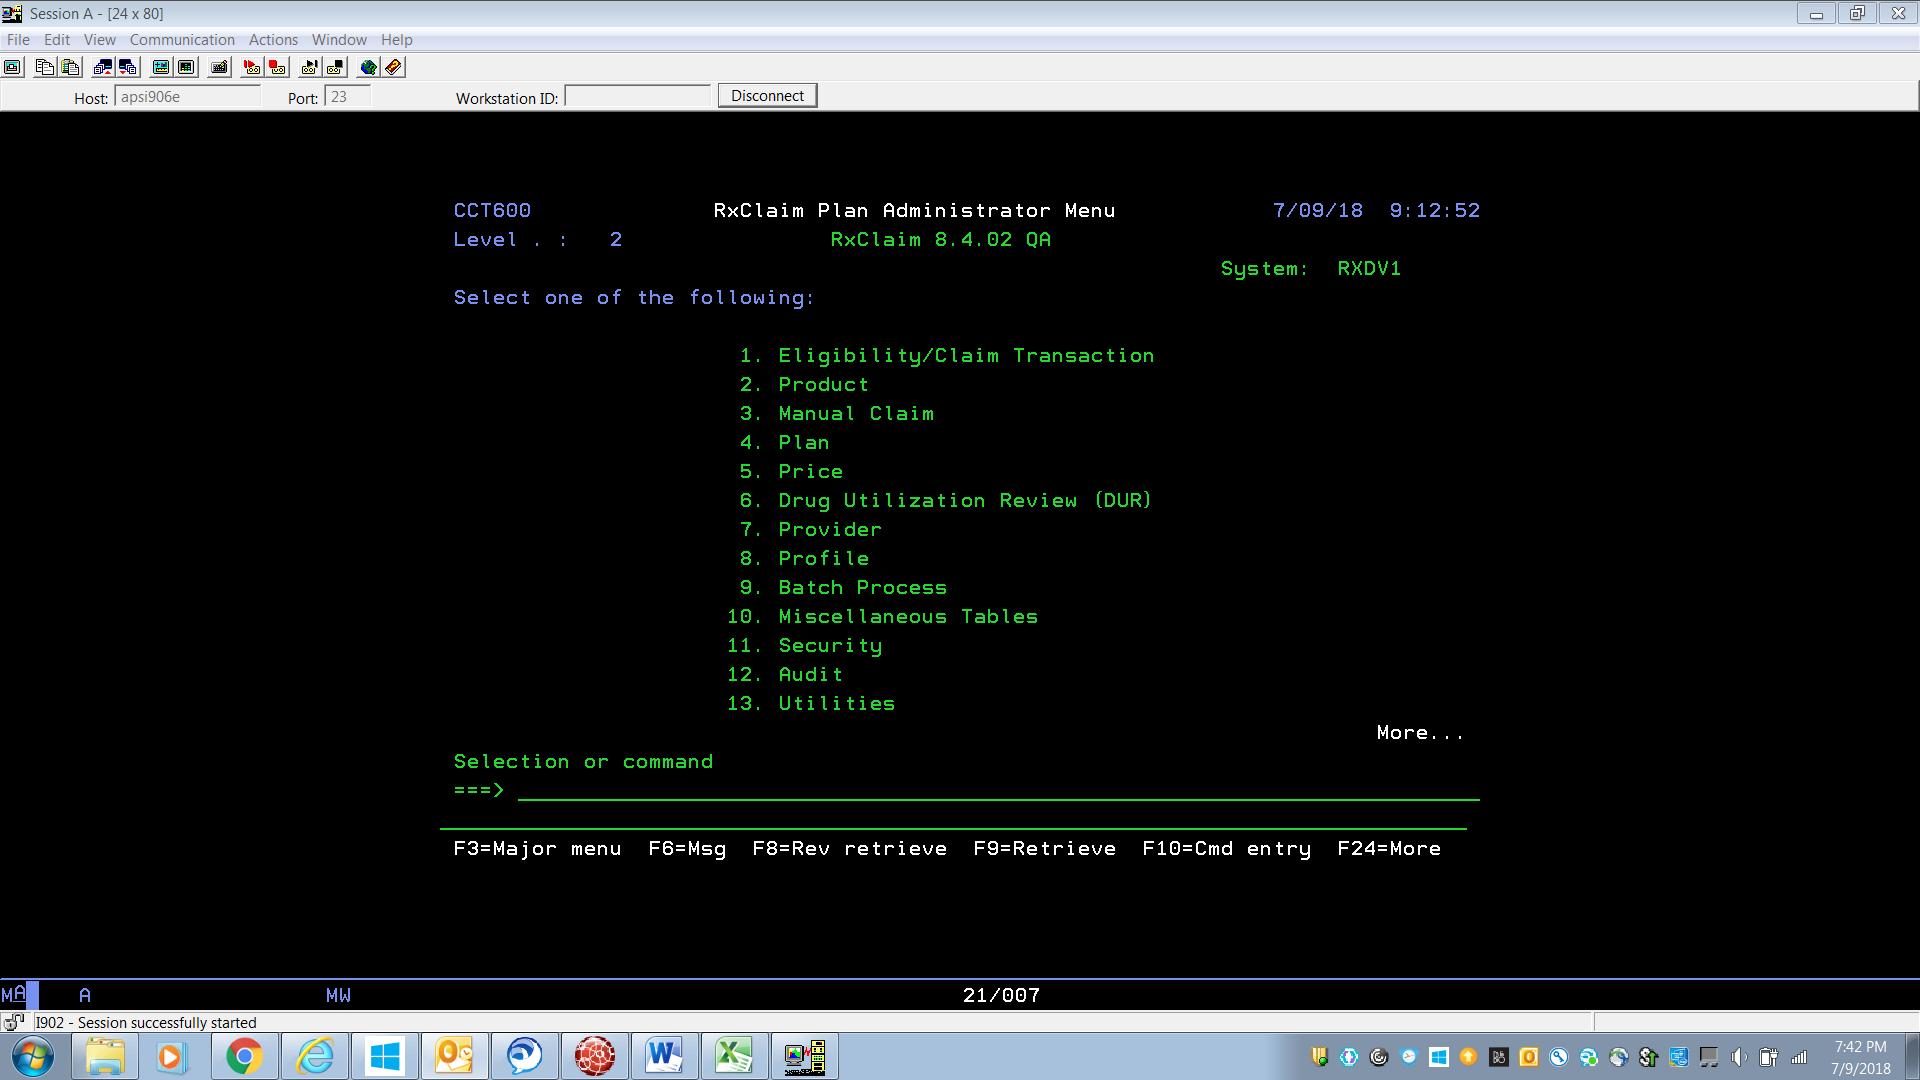 Session A - [24 x 80]
File Edit View Communication Actions Window Help
Host: apsi906e Port: 23 Workstation ID: Disconnect
CCT600 RxClaim Plan Administrator Menu 7/09/18 9:12:52
Level . : 2 RxClaim 8.4.02 QA
System: RXDV1
Select one of the following:
1. Eligibility/Claim Transaction
2. Product
3. Manual Claim
4. Plan
5. Price
6. Drug Utilization Review (DUR)
7. Provider
8. Profile
9. Batch Process
10. Miscellaneous Tables
11. Security
12. Audit
13. Utilities
More...
Selection or command
===>
F3=Major menu F6=Msg F8=Rev retrieve F9=Retrieve F10=Cmd entry F24=More
MA A MW 21/007
I902 - Session successfully started
7:42 PM
7/9/2018